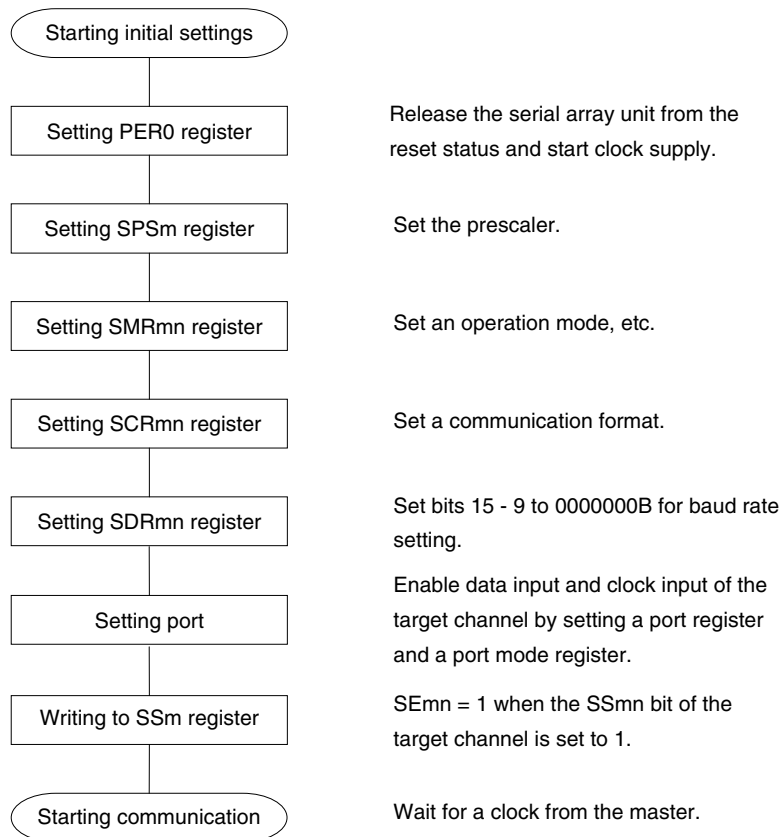 Starting initial settings
Setting PER0 register
Release the serial array unit from the
reset status and start clock supply.
Setting SPSm register
Set the prescaler.
Setting SMRmn register
Set an operation mode, etc.
Setting SCRmn register
Set a communication format.
Setting SDRmn register
Set bits 15 - 9 to 0000000B for baud rate
setting.
Setting port
Enable data input and clock input of the
target channel by setting a port register
and a port mode register.
Writing to SSm register
SEmn = 1 when the SSmn bit of the
target channel is set to 1.
Starting communication
Wait for a clock from the master.